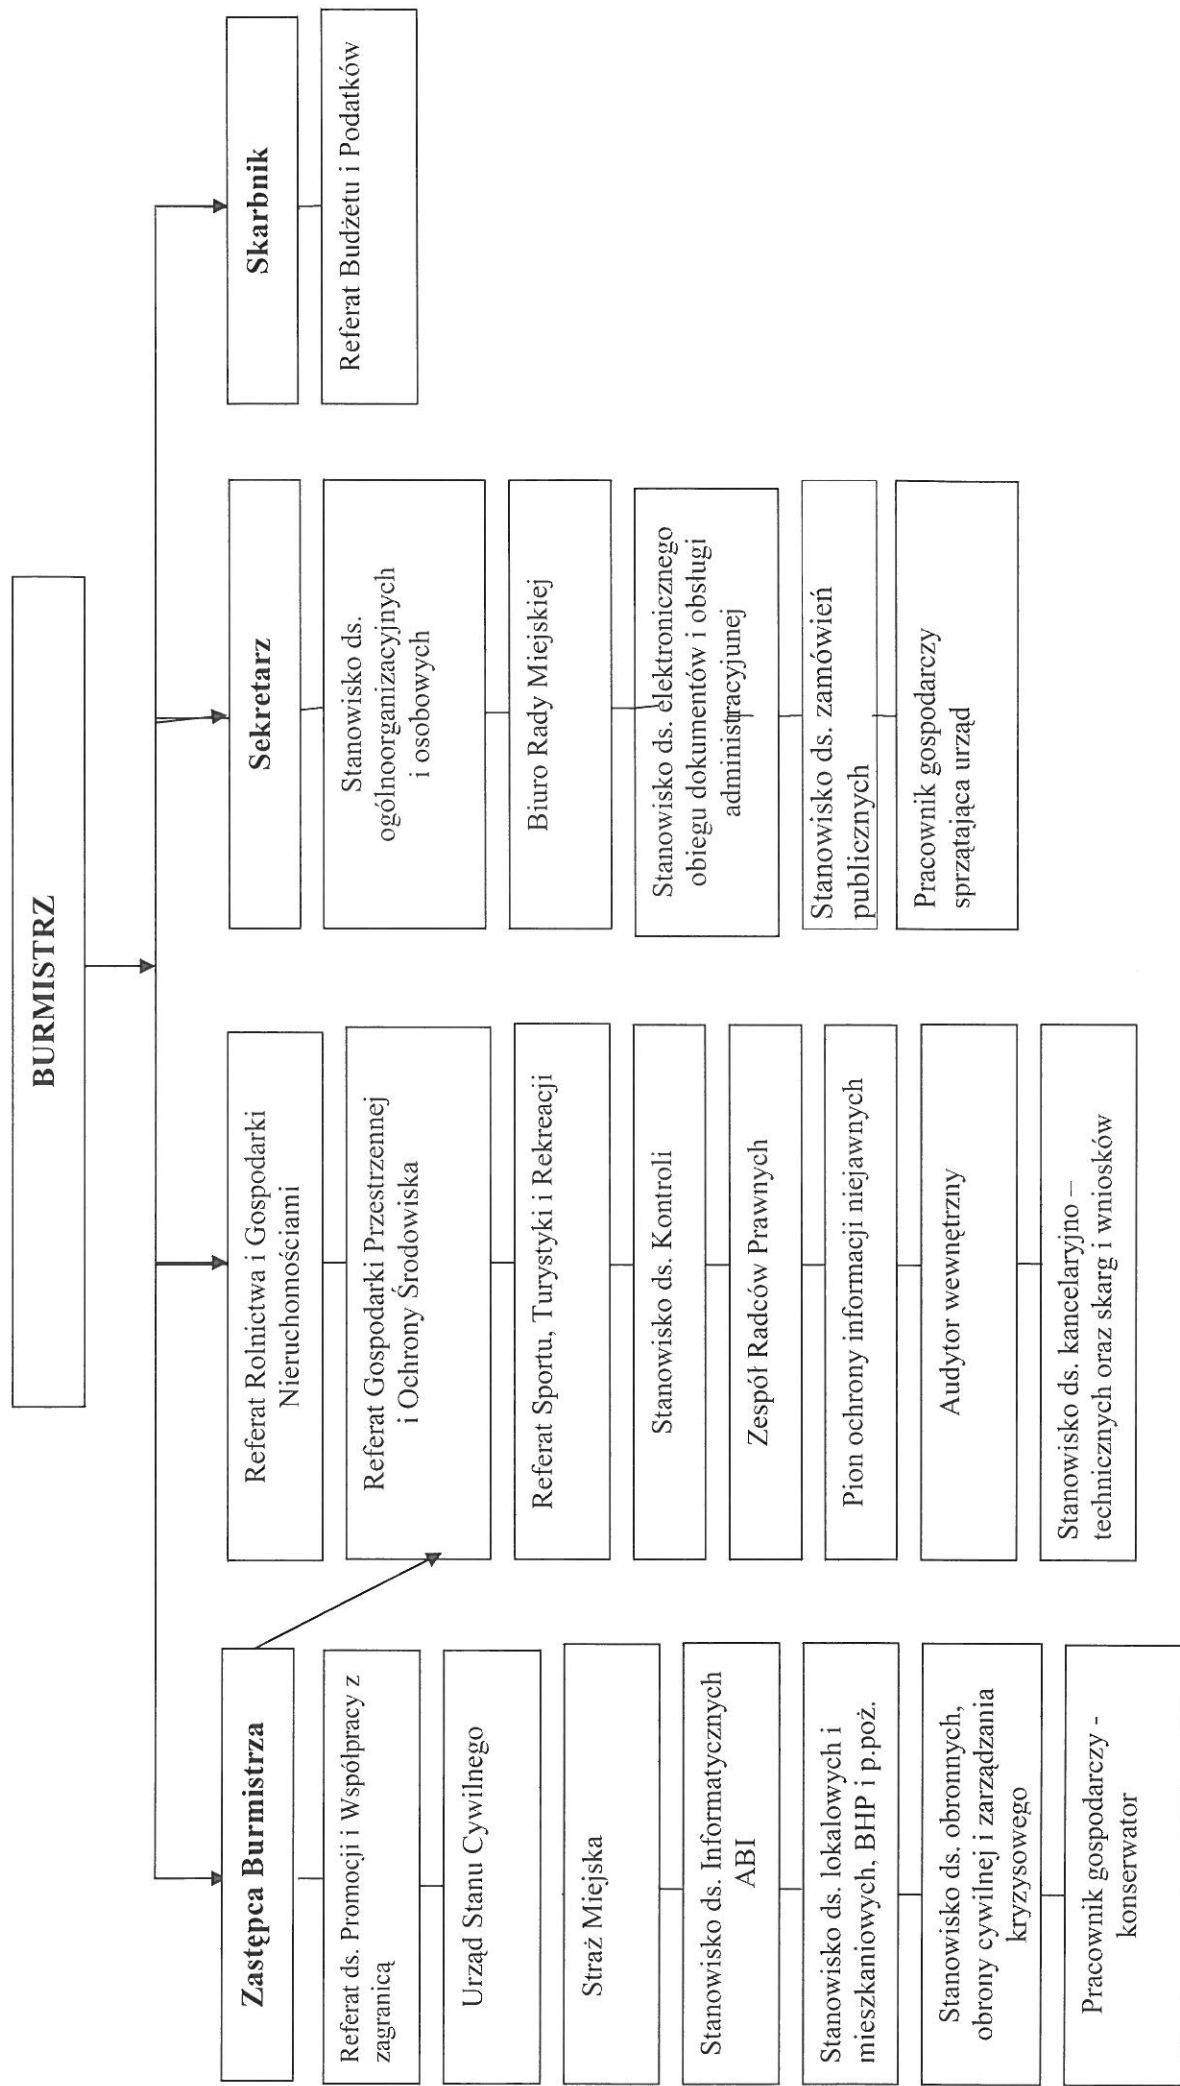 BURMISTRZ
Zastępca Burmistrza
Referat ds. Promocji i Współpracy z
zagranicą
Urząd Stanu Cywilnego
Straż Miejska
Stanowisko ds. Informatycznych
ABI
Stanowisko ds. lokalowych i
mieszkaniowych, BHP i p.poż.
Stanowisko ds. obronnych,
obrony cywilnej i zarządzania
kryzysowego
Pracownik gospodarczy -
konserwator
Referat Rolnictwa i Gospodarki
Nieruchomościami
Referat Gospodarki Przestrzennej
i Ochrony Środowiska
Referat Sportu, Turystyki i Rekreacji
Stanowisko ds. Kontroli
Zespół Radców Prawnych
Pion ochrony informacji niejawnych
Audytor wewnętrzny
Stanowisko ds. kancelaryjno –
technicznych oraz skarg i wniosków
Sekretarz
Stanowisko ds.
ogólnoorganizacyjnych
i osobowych
Biuro Rady Miejskiej
Stanowisko ds. elektronicznego
obiegu dokumentów i obsługi
administracyjunej
Stanowisko ds. zamówień
publicznych
Pracownik gospodarczy
sprzątająca urząd
Skarbnik
Referat Budżetu i Podatków